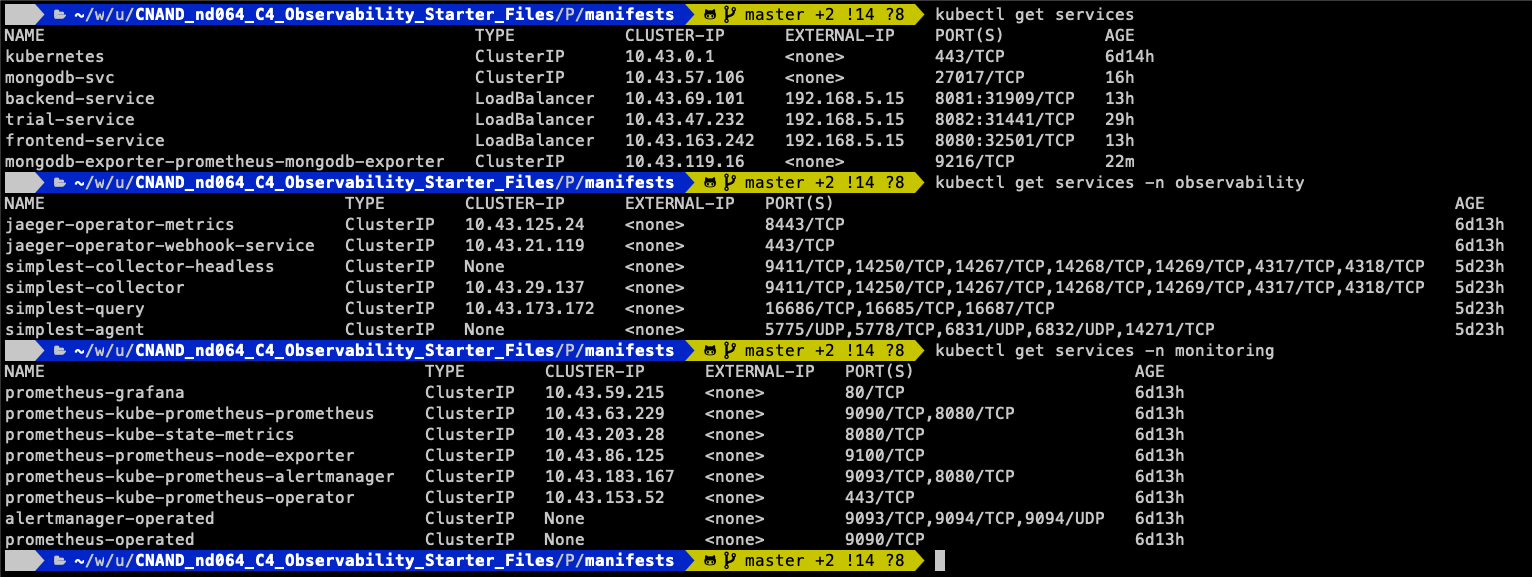 ~/w/u/CNAND_nd064_C4_Observability_Starter_Files/P/manifests master +2 !14 ?8 kubectl get services
NAME TYPE CLUSTER-IP EXTERNAL-IP PORT(S) AGE
kubernetes ClusterIP 10.43.0.1 <none> 443/TCP 6d14h
mongodb-svc ClusterIP 10.43.57.106 <none> 27017/TCP 16h
backend-service LoadBalancer 10.43.69.101 192.168.5.15 8081:31909/TCP 13h
trial-service LoadBalancer 10.43.47.232 192.168.5.15 8082:31441/TCP 29h
frontend-service LoadBalancer 10.43.163.242 192.168.5.15 8080:32501/TCP 13h
mongodb-exporter-prometheus-mongodb-exporter ClusterIP 10.43.119.16 <none> 9216/TCP 22m
~/w/u/CNAND_nd064_C4_Observability_Starter_Files/P/manifests master +2 !14 ?8 kubectl get services -n observability
NAME TYPE CLUSTER-IP EXTERNAL-IP PORT(S) AGE
jaeger-operator-metrics ClusterIP 10.43.125.24 <none> 8443/TCP 6d13h
jaeger-operator-webhook-service ClusterIP 10.43.21.119 <none> 443/TCP 6d13h
simplest-collector-headless ClusterIP None <none> 9411/TCP,14250/TCP,14267/TCP,14268/TCP,14269/TCP,4317/TCP,4318/TCP 5d23h
simplest-collector ClusterIP 10.43.29.137 <none> 9411/TCP,14250/TCP,14267/TCP,14268/TCP,14269/TCP,4317/TCP,4318/TCP 5d23h
simplest-query ClusterIP 10.43.173.172 <none> 16686/TCP,16685/TCP,16687/TCP 5d23h
simplest-agent ClusterIP None <none> 5775/UDP,5778/TCP,6831/UDP,6832/UDP,14271/TCP 5d23h
~/w/u/CNAND_nd064_C4_Observability_Starter_Files/P/manifests master +2 !14 ?8 kubectl get services -n monitoring
NAME TYPE CLUSTER-IP EXTERNAL-IP PORT(S) AGE
prometheus-grafana ClusterIP 10.43.59.215 <none> 80/TCP 6d13h
prometheus-kube-prometheus-prometheus ClusterIP 10.43.63.229 <none> 9090/TCP,8080/TCP 6d13h
prometheus-kube-state-metrics ClusterIP 10.43.203.28 <none> 8080/TCP 6d13h
prometheus-prometheus-node-exporter ClusterIP 10.43.86.125 <none> 9100/TCP 6d13h
prometheus-kube-prometheus-alertmanager ClusterIP 10.43.183.167 <none> 9093/TCP,8080/TCP 6d13h
prometheus-kube-prometheus-operator ClusterIP 10.43.153.52 <none> 443/TCP 6d13h
alertmanager-operated ClusterIP None <none> 9093/TCP,9094/TCP,9094/UDP 6d13h
prometheus-operated ClusterIP None <none> 9090/TCP 6d13h
~/w/u/CNAND_nd064_C4_Observability_Starter_Files/P/manifests master +2 !14 ?8